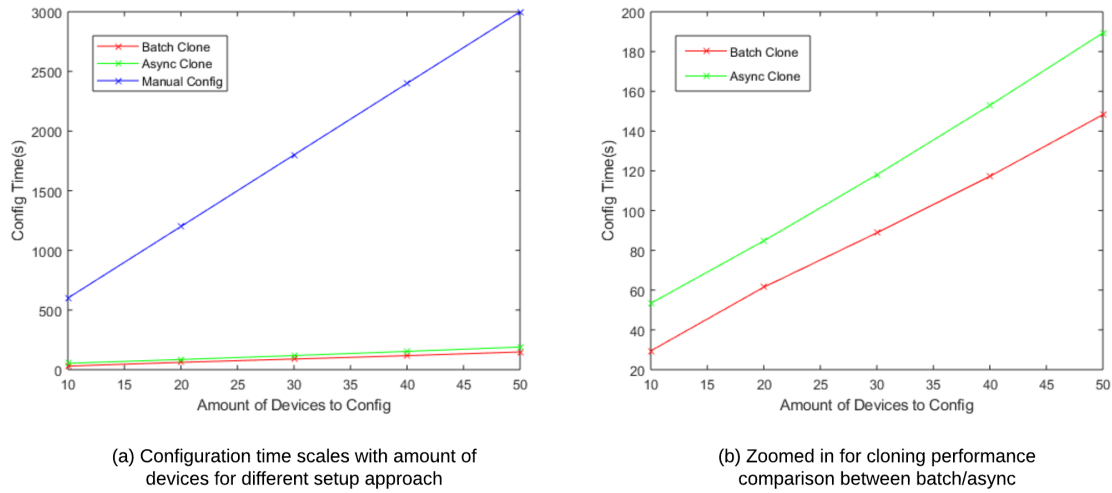 3000
2500
2000
1500
1000
500
0
Config Time(s)
Batch Clone
Async Clone
Manual Config
10 15 20 25 30 35 40 45 50
Amount of Devices to Config
(a) Configuration time scales with amount of
devices for different setup approach
200
180
160
140
120
100
80
60
40
20
Config Time(s)
Batch Clone
Async Clone
10 15 20 25 30 35 40 45 50
Amount of Devices to Config
(b) Zoomed in for cloning performance
comparison between batch/async